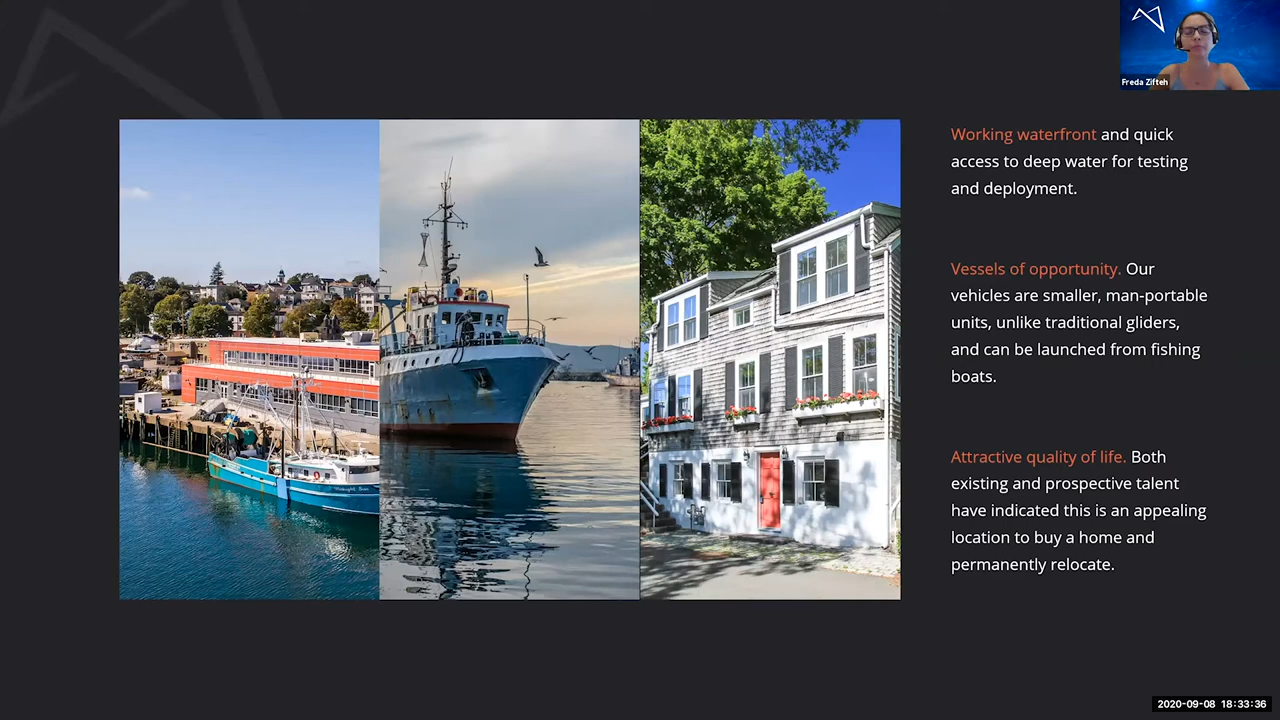 Freda Zifteh
Working waterfront and quick
access to deep water for testing
and deployment.
Vessels of opportunity. Our
vehicles are smaller, man-portable
units, unlike traditional gliders,
and can be launched from fishing
boats.
Attractive quality of life. Both
existing and prospective talent
have indicated this is an appealing
location to buy a home and
permanently relocate.
2020-09-08 18:33:36